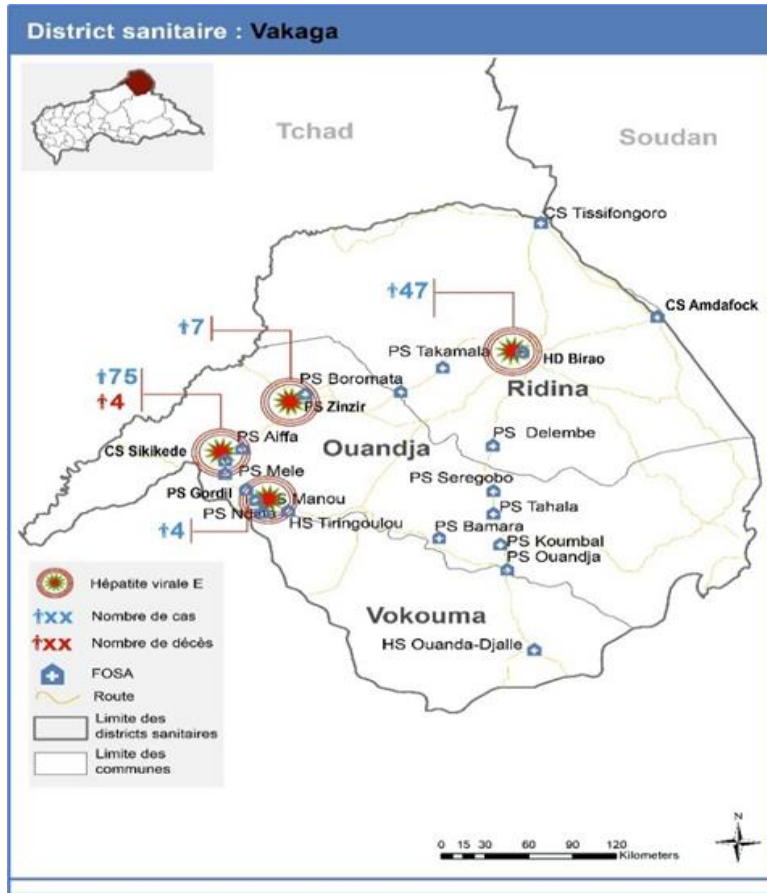 District sanitaire : Vakaga
Tchad
Soudan
CS Tissifongoro
†47
CS Amdafock
†7
PS Takamala
HD Birao
†75
†4
PS Boromata
Ridina
PS Zinzir
PS Aiffa
Ouandja
PS Delembe
CS Sikikede
PS Mele
PS Seregobo
PS Gordil
Manou
PS Tahala
PS
HS Tiringoulou
PS Bamara
†4
PS Koumbal
PS Ouandja
Hépatite virale E
†xx Nombre de cas
Vokouma
†xx Nombre de décès
HS Ouanda-Djalle
FOSA
Route
Limite des
districts sanitaires
Limite des
communes
N
0 15 30 60 90 120
Kilometers